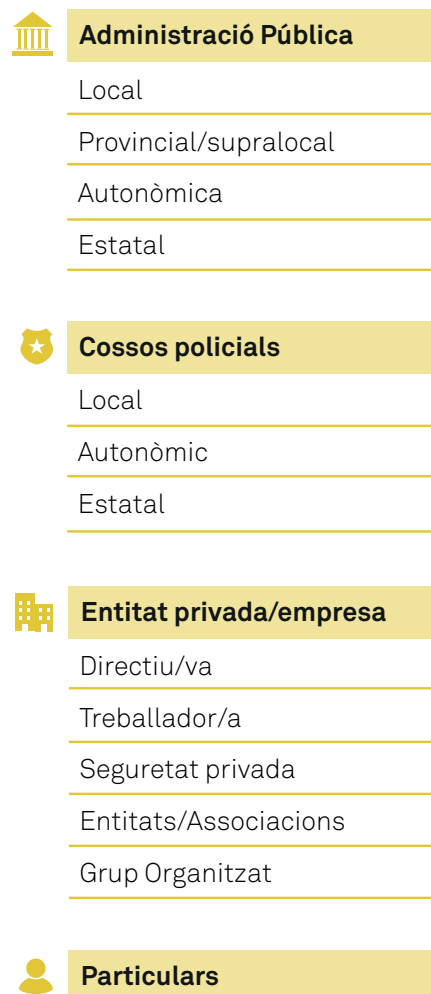 Administració Pública
Local
Provincial/supralocal
Autonòmica
Estatal
Cossos policials
Local
Autonòmic
Estatal
Entitat privada/empresa
Directiu/va
Treballador/a
Seguretat privada
Entitats/Associacions
Grup Organitzat
Particulars